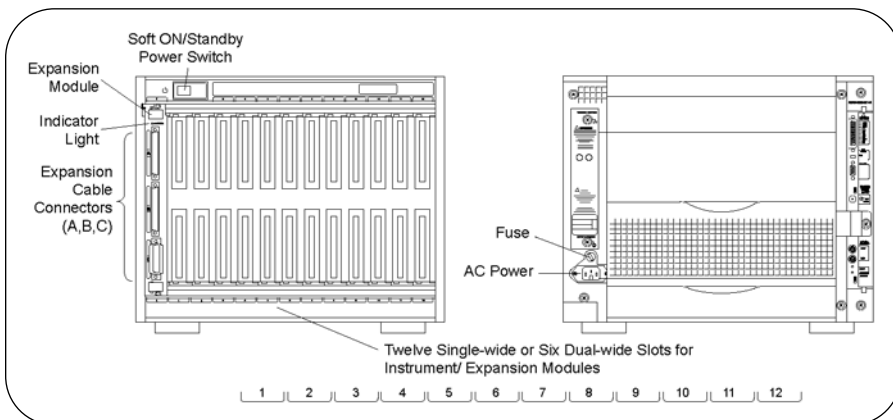 Soft ON/Standby
Power Switch
Expansion
Module
Indicator
Light
Expansion
Cable
Connectors
(A,B,C)
Fuse
AC Power
Twelve Single-wide or Six Dual-wide Slots for
Instrument/ Expansion Modules
1 2 3 4 5 6 7 8 9 10 11 12